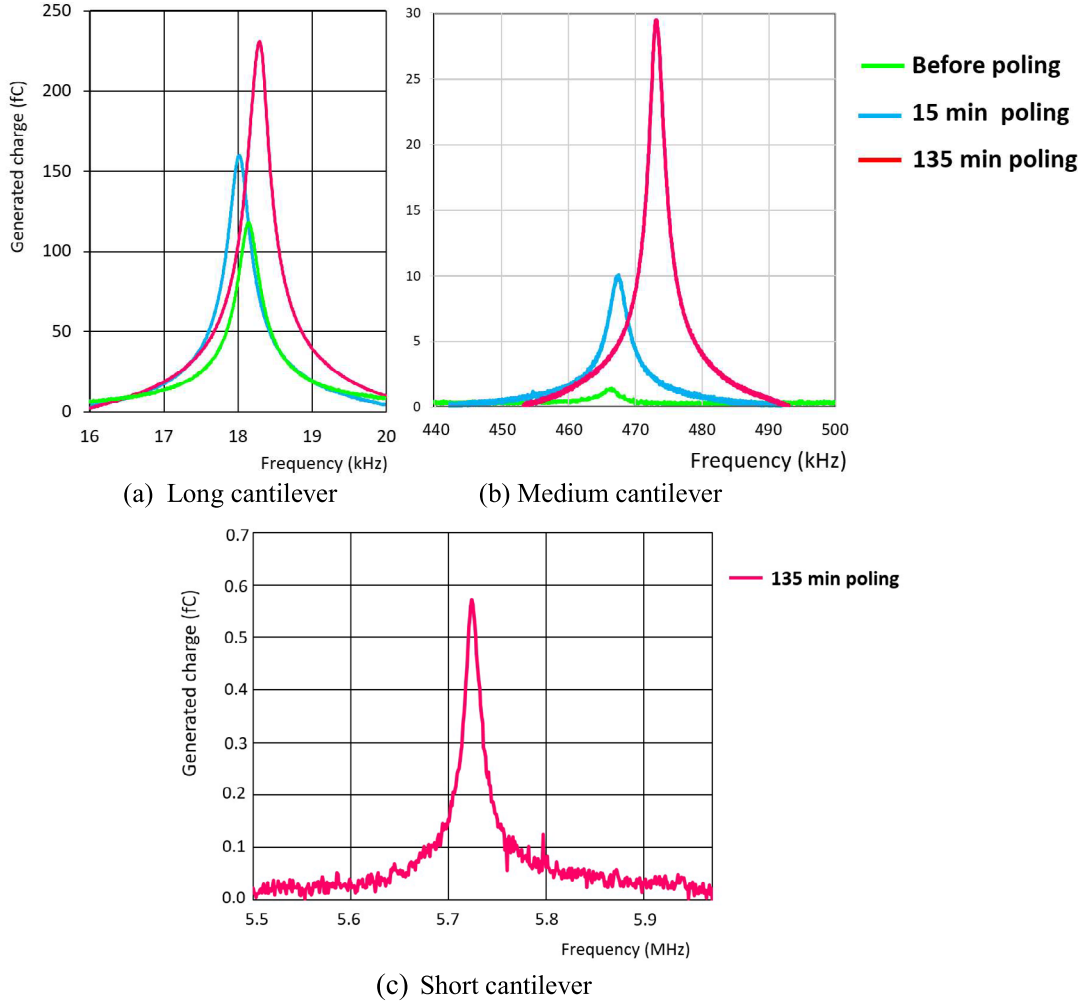 250
200
150
100
50
0
Generated charge (fC)
16 17 18 19 20
Frequency (kHz)
(a) Long cantilever
30
25
20
15
10
5
0
440 450 460 470 480 490 500
Frequency (kHz)
(b) Medium cantilever
Before poling
15 min poling
135 min poling
0.7
0.6
0.5
0.4
0.3
0.2
0.1
0.0
Generated charge (fC)
5.5 5.6 5.7 5.8 5.9
Frequency (MHz)
135 min poling
(c) Short cantilever